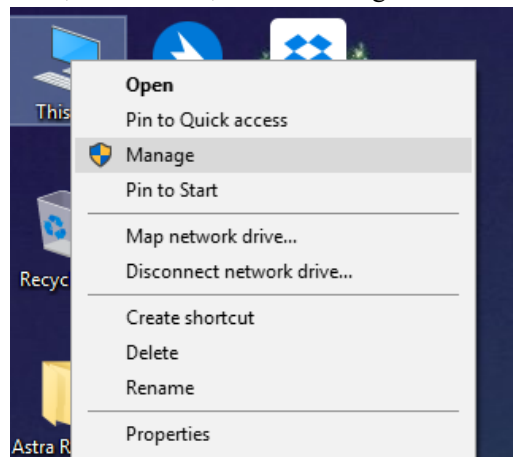 Open
This
Pin to Quick access
Manage
Pin to Start
Map network drive...
Disconnect network drive...
Recyc
Create shortcut
Delete
Rename
Properties
Astra R